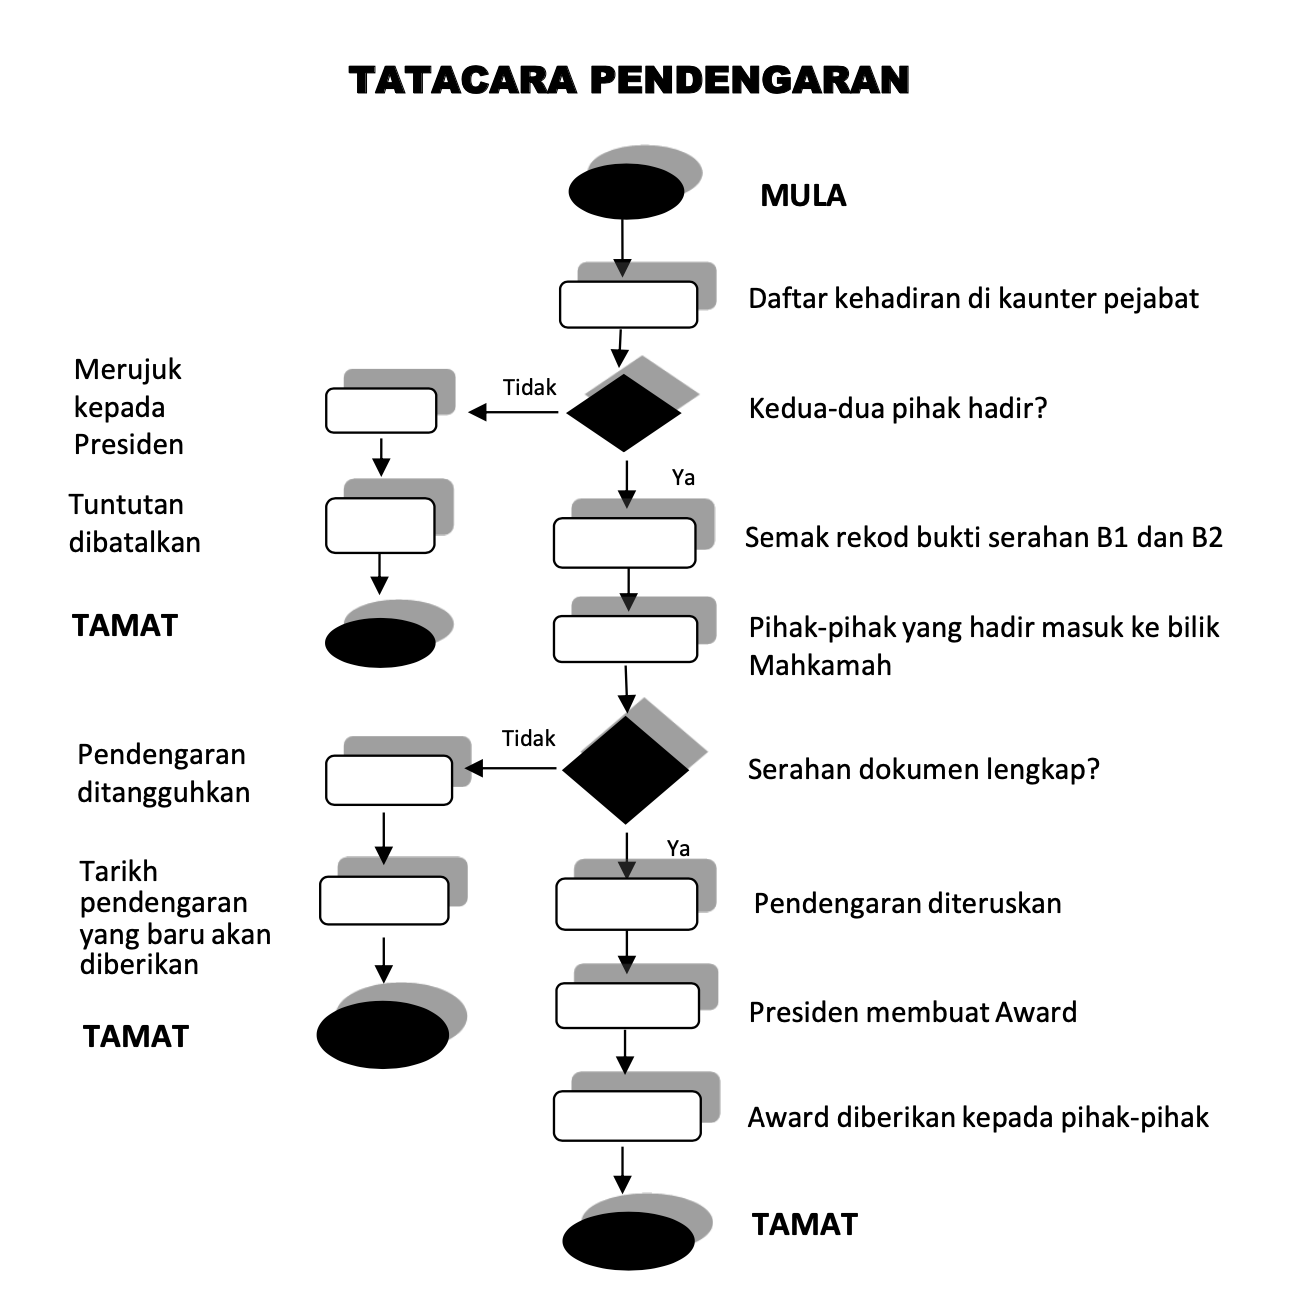 TATACARA PENDENGARAN
MULA
Daftar kehadiran di kaunter pejabat
Kedua-dua pihak hadir?
Tidak
Merujuk
kepada
Presiden
Tuntutan
dibatalkan
TAMAT
Ya
Semak rekod bukti serahan B1 dan B2
Pihak-pihak yang hadir masuk ke bilik
Mahkamah
Serahan dokumen lengkap?
Tidak
Pendengaran
ditangguhkan
Tarikh
pendengaran
yang baru akan
diberikan
TAMAT
Ya
Pendengaran diteruskan
Presiden membuat Award
Award diberikan kepada pihak-pihak
TAMAT